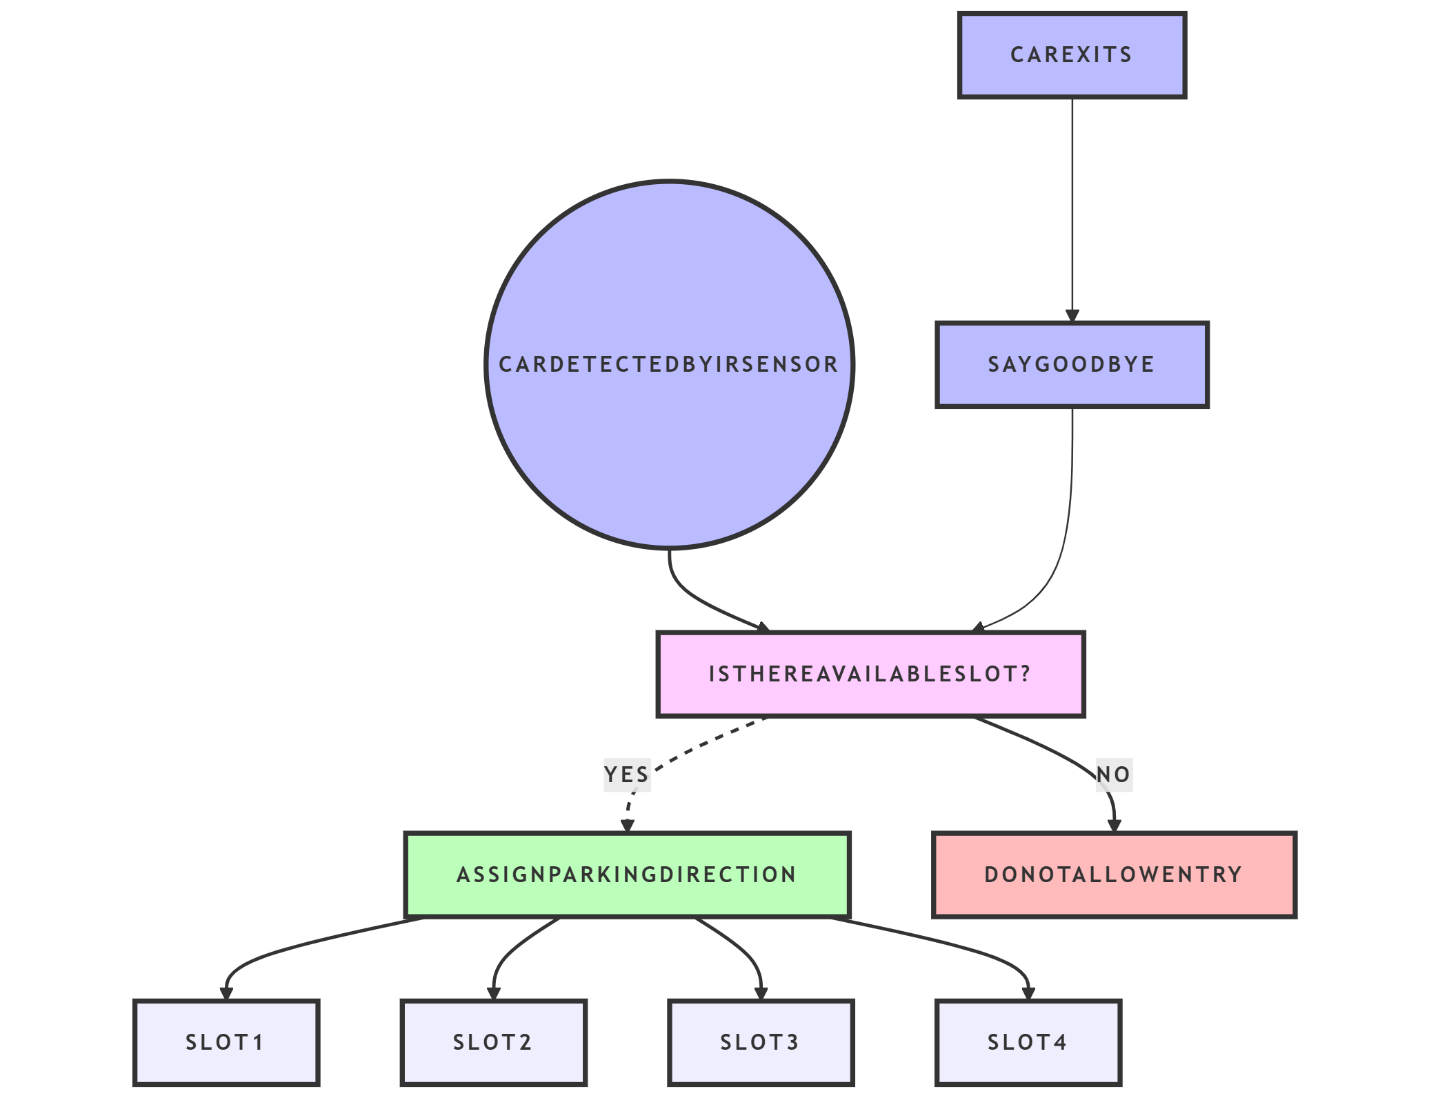 CAREXITS
CARDETECTEDBYIRSENSOR
SAYGOODBYE
ISTHEREAVAILABLESLOT?
YES
NO
ASSIGNPARKINGDIRECTION
DONOTALLOWENTRY
SLOT1
SLOT2
SLOT3
SLOT4